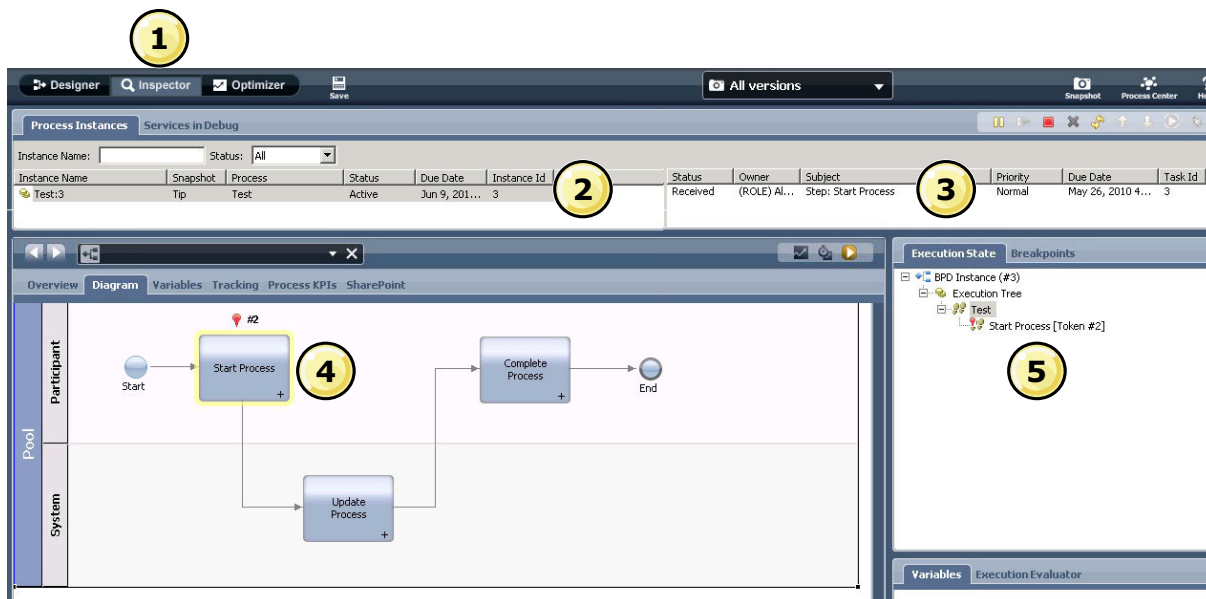 1
Designer Inspector Optimizer Save All versions Snapshot Process Center
Process Instances Services in Debug
Instance Name: Status: All
Instance Name Snapshot Process Status Due Date Instance Id
Test:3 Tip Test Active Jun 9, 201... 3
2
Status Owner Subject Priority Due Date Task Id
Received (ROLE) Al... Step: Start Process Normal May 26, 2010 4... 3
3
Overview Diagram Variables Tracking Process KPIs SharePoint
Pool
Participant
#2
Start
Start Process
+
4
Complete
Process
+
End
System
Update
Process
+
Execution State Breakpoints
BPD Instance (#3)
Execution Tree
Test
Start Process [Token #2]
5
Variables Execution Evaluator